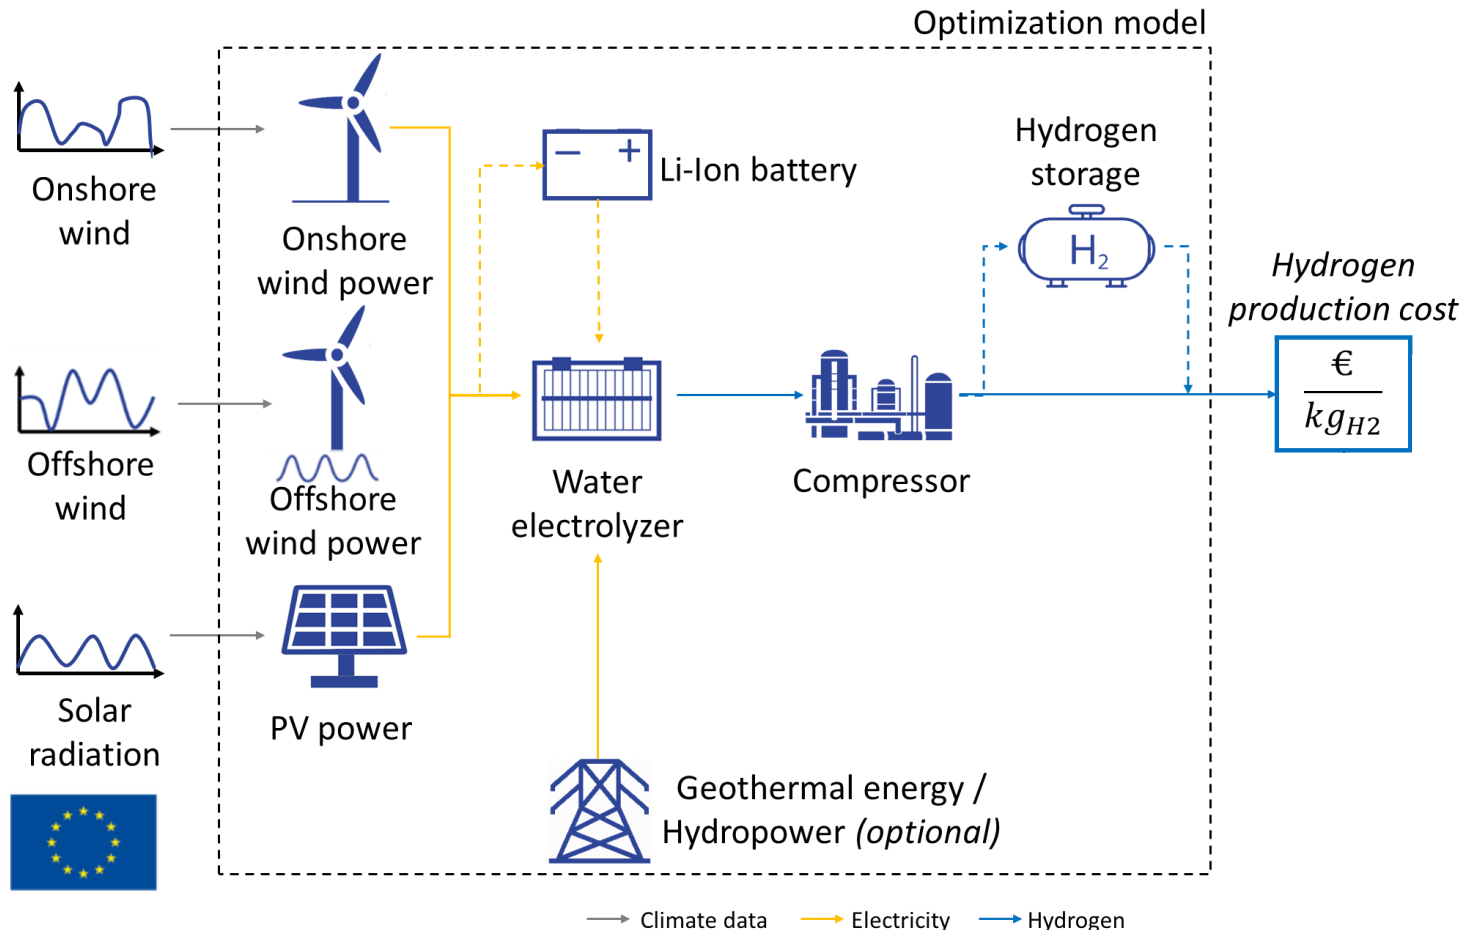 Optimization model
Onshore
wind
Onshore
wind power
− +
Li-Ion battery
Hydrogen
storage
H2
Hydrogen
production cost
€
kgH2
Offshore
wind
Offshore
wind power
Water
electrolyzer
Compressor
Solar
radiation
PV power
Geothermal energy /
Hydropower (optional)
Climate data
Electricity
Hydrogen